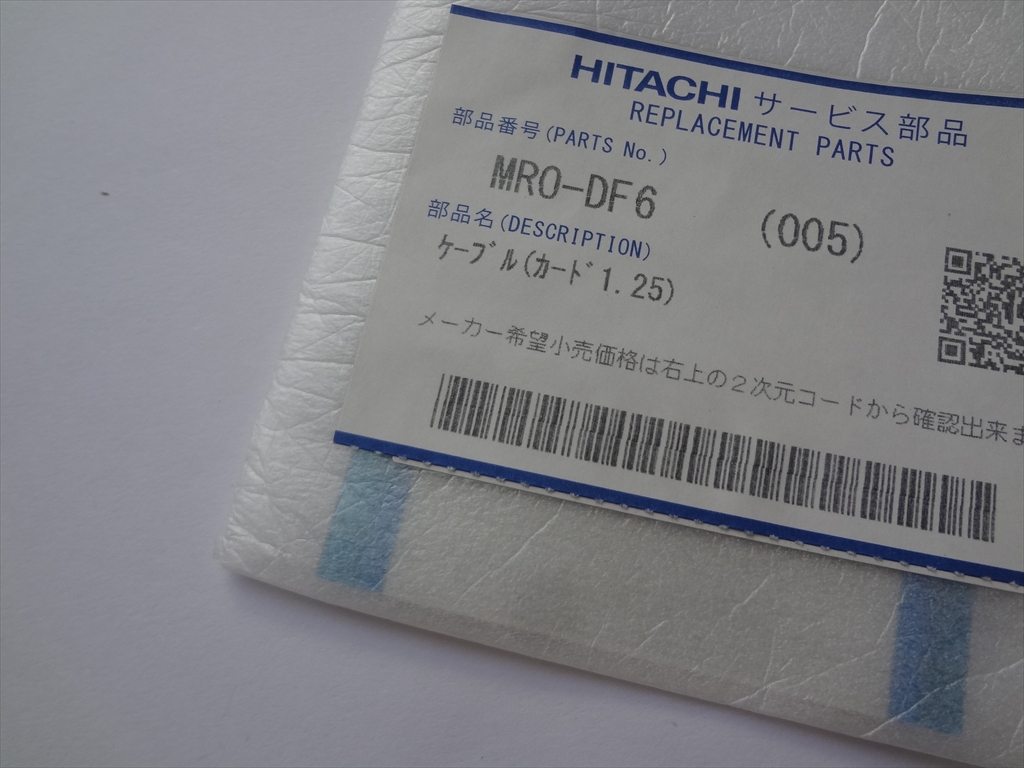 HITACHI サービス部品
REPLACEMENT PARTS
部品番号(PARTS No.)
MRO-DF6 (005)
部品名(DESCRIPTION)
ｹｰﾌﾞﾙ(ｶｰﾄﾞ1.25)
メーカー希望小売価格は右上の２次元コードから確認出来ま